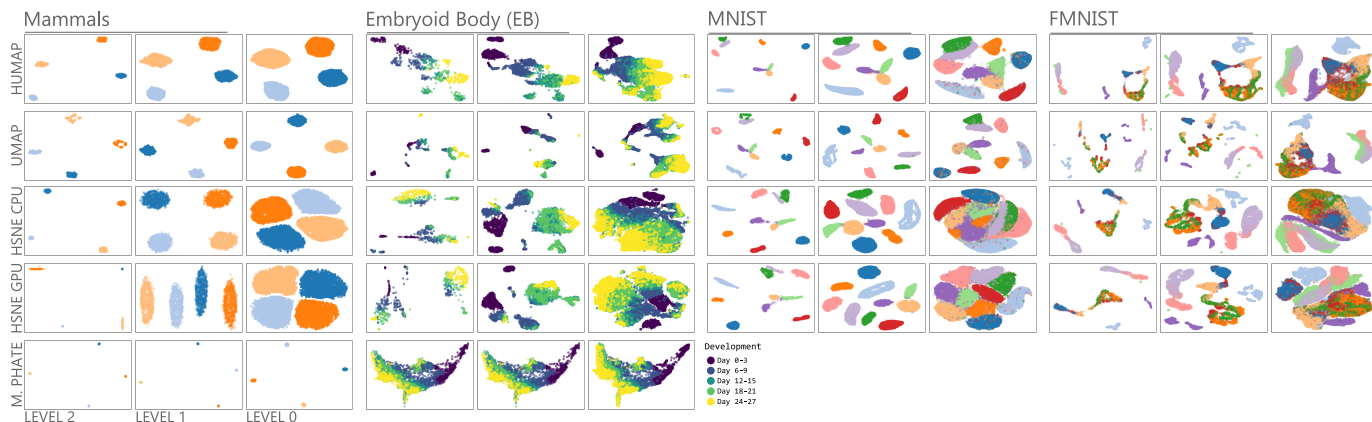 Mammals
Embryoid Body (EB)
MNIST
FMNIST
HUMAP
UMAP
HSNE CPU
HSNE GPU
M. PHATE
Development
Day 0-3
Day 6-9
Day 12-15
Day 18-21
Day 24-27
LEVEL 2
LEVEL 1
LEVEL 0